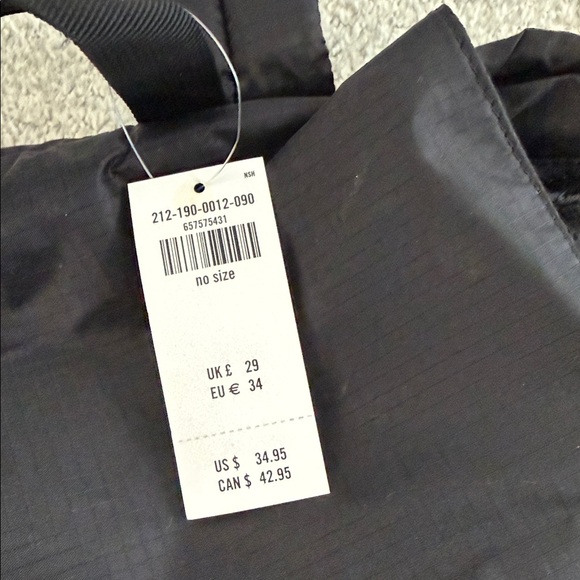 NSH
212-190-0012-090
657575431
no size
UK £ 29
EU € 34
US $ 34.95
CAN $ 42.95